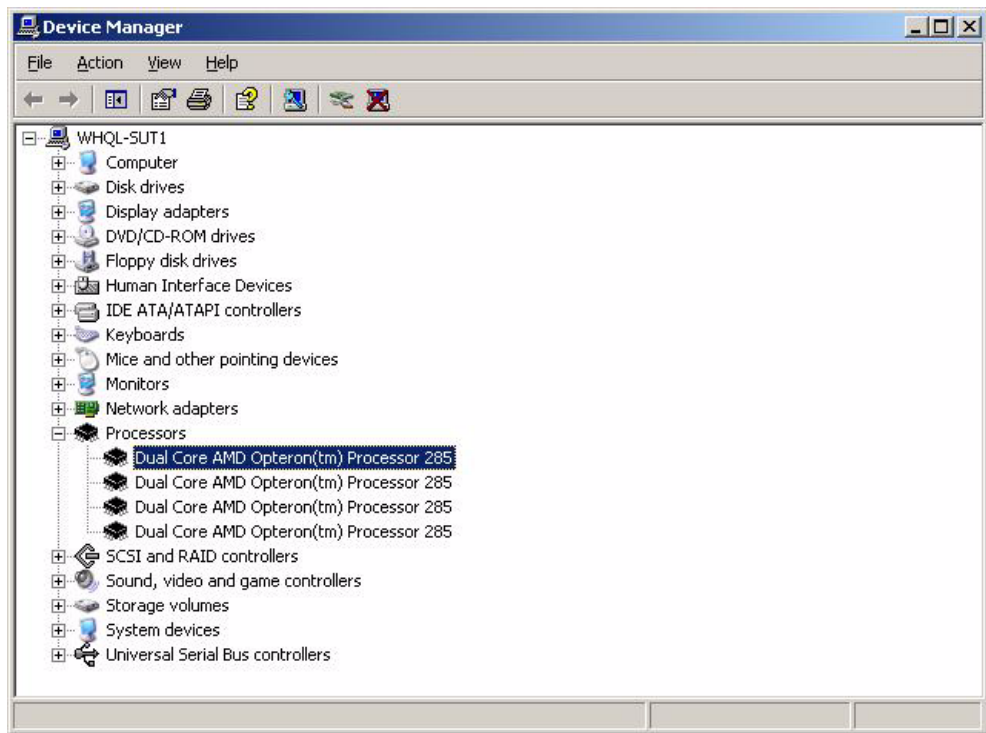 Device Manager
File Action View Help
WHQL-SUT1
Computer
Disk drives
Display adapters
DVD/CD-ROM drives
Floppy disk drives
Human Interface Devices
IDE ATA/ATAPI controllers
Keyboards
Mice and other pointing devices
Monitors
Network adapters
Processors
Dual Core AMD Opteron(tm) Processor 285
Dual Core AMD Opteron(tm) Processor 285
Dual Core AMD Opteron(tm) Processor 285
Dual Core AMD Opteron(tm) Processor 285
SCSI and RAID controllers
Sound, video and game controllers
Storage volumes
System devices
Universal Serial Bus controllers